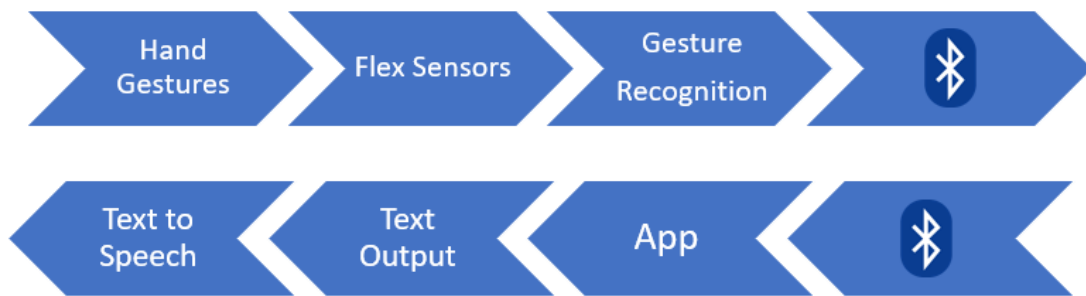 Hand
Gestures
Flex Sensors
Gesture
Recognition
Text to
Speech
Text
Output
App